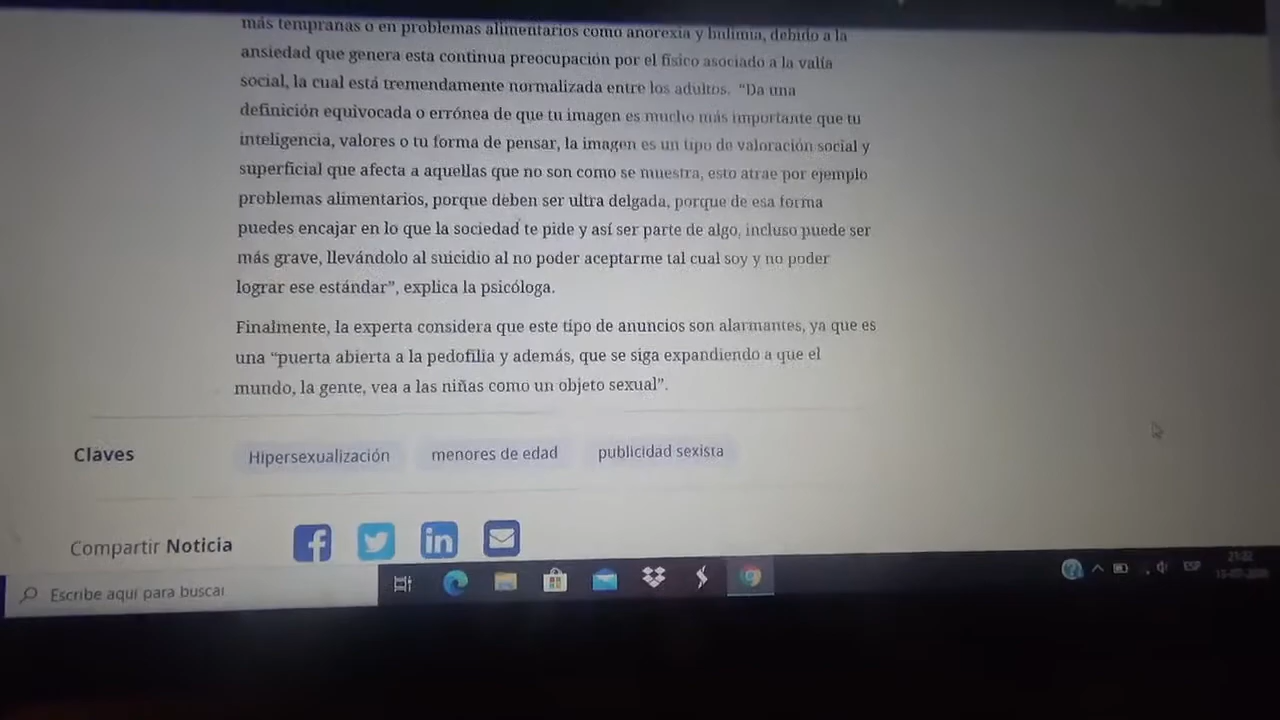 más tempranas o en problemas alimentarios como anorexia y bulimia, debido a la
ansiedad que genera esta continua preocupación por el físico asociado a la valía
social, la cual está tremendamente normalizada entre los adultos. “Da una
definición equivocada o errónea de que tu imagen es mucho más importante que tu
inteligencia, valores o tu forma de pensar, la imagen es un tipo de valoración social y
superficial que afecta a aquellas que no son como se muestra, esto atrae por ejemplo
problemas alimentarios, porque deben ser ultra delgada, porque de esa forma
puedes encajar en lo que la sociedad te pide y así ser parte de algo, incluso puede ser
más grave, llevándolo al suicidio al no poder aceptarme tal cual soy y no poder
lograr ese estándar”, explica la psicóloga.
Finalmente, la experta considera que este tipo de anuncios son alarmantes, ya que es
una “puerta abierta a la pedofilia y además, que se siga expandiendo a que el
mundo, la gente, vea a las niñas como un objeto sexual”.
Claves Hipersexualización menores de edad publicidad sexista
Compartir Noticia
Escribe aquí para buscar
ESP